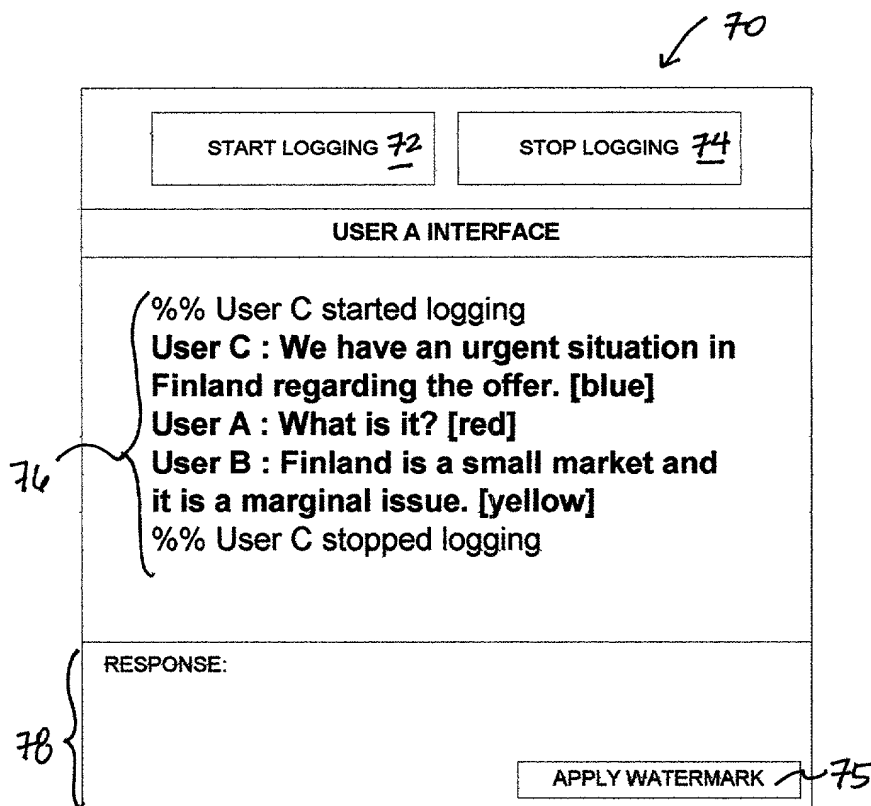 70
START LOGGING 72
STOP LOGGING 74
USER A INTERFACE
%% User C started logging
User C : We have an urgent situation in
Finland regarding the offer. [blue]
User A : What is it? [red]
User B : Finland is a small market and
it is a marginal issue. [yellow]
%% User C stopped logging
76
RESPONSE:
78
APPLY WATERMARK 75